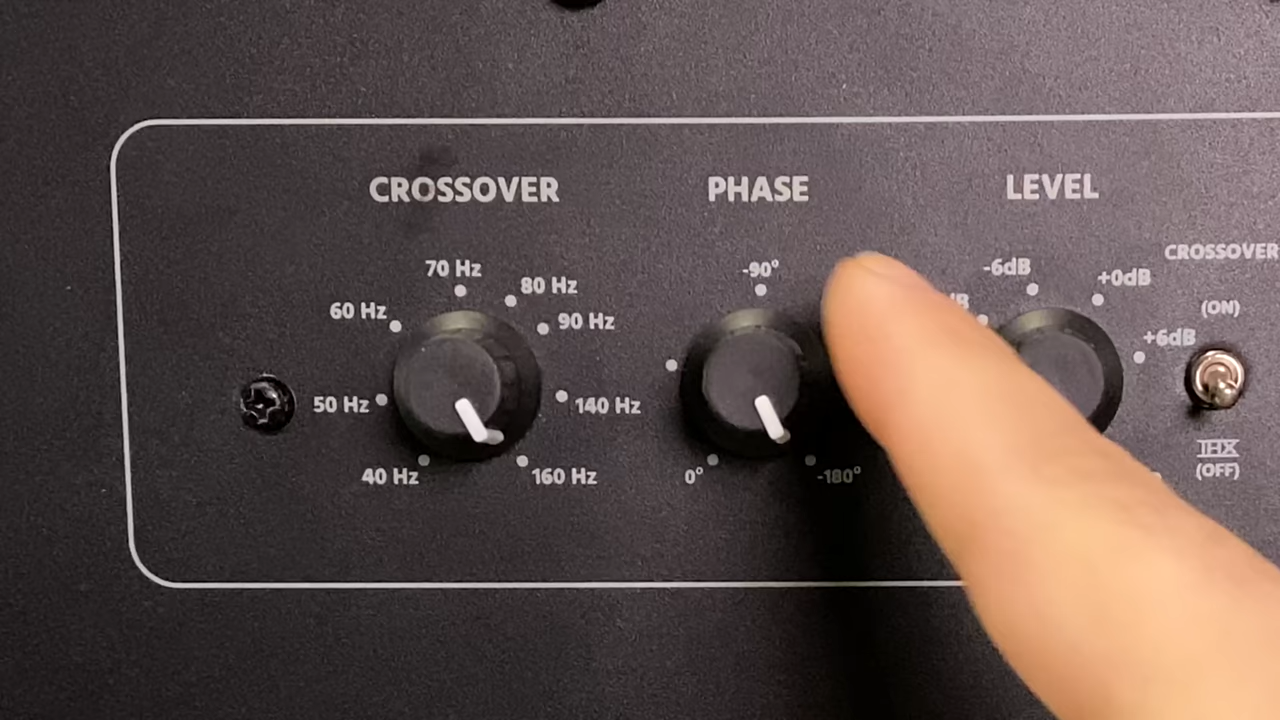 CROSSOVER
PHASE
LEVEL
CROSSOVER
(ON)
THX
(OFF)
70 Hz
80 Hz
60 Hz
90 Hz
50 Hz
140 Hz
40 Hz
160 Hz
-90°
0°
-180°
-6dB
+0dB
+6dB